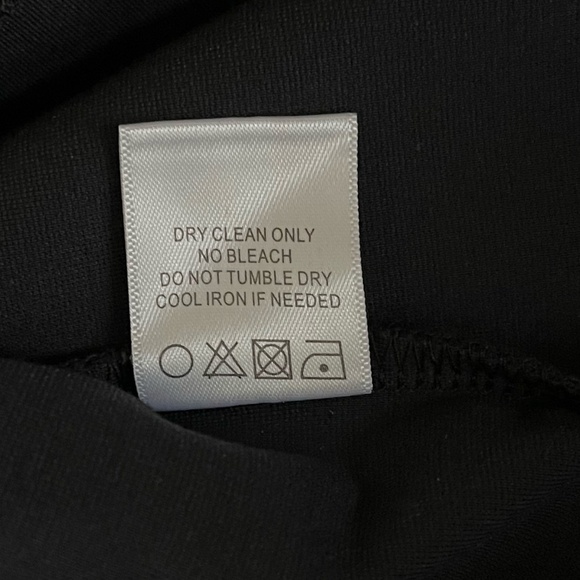 DRY CLEAN ONLY
NO BLEACH
DO NOT TUMBLE DRY
COOL IRON IF NEEDED